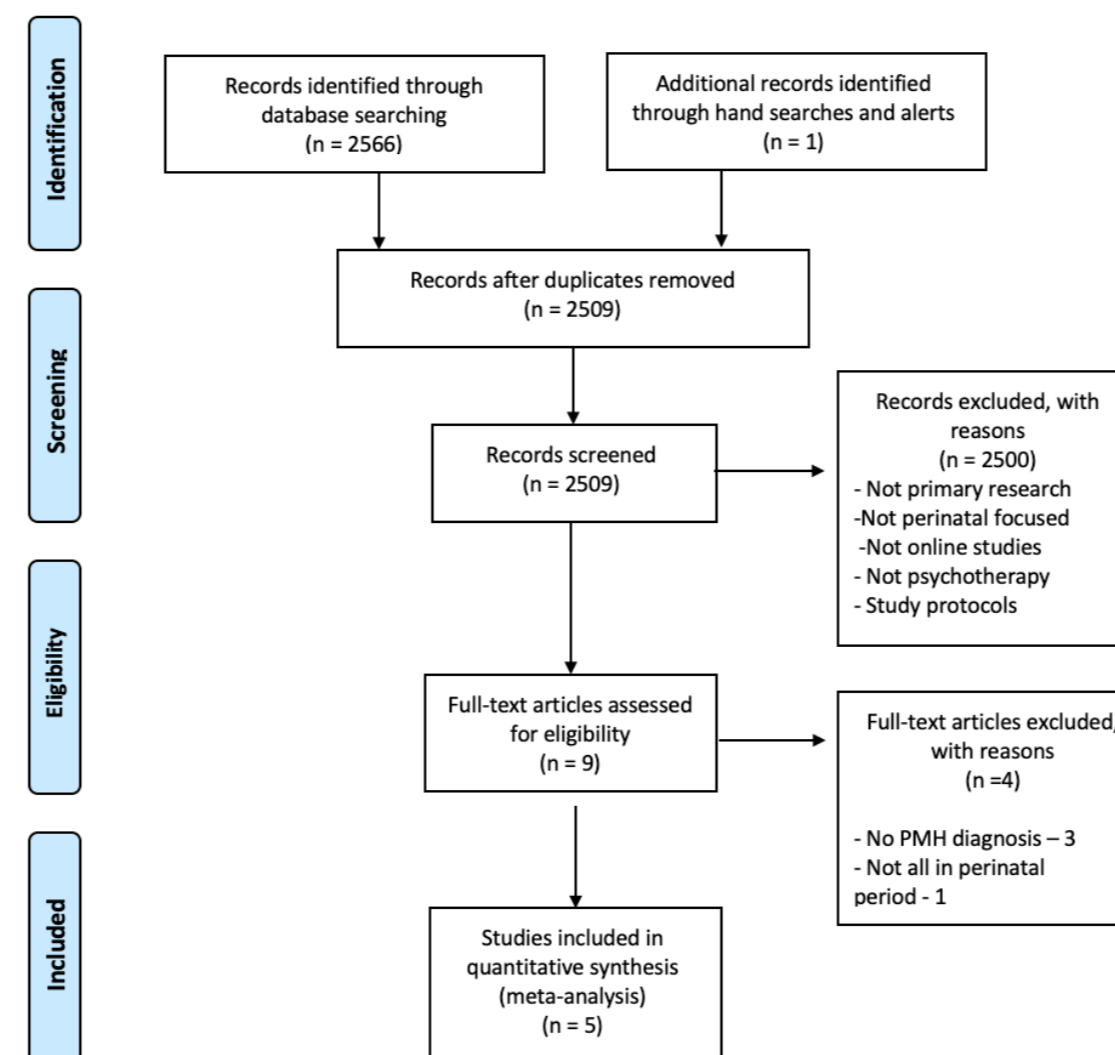 Identification
Records identified through
database searching
(n = 2566)
Additional records identified
through hand searches and alerts
(n = 1)
Records after duplicates removed
(n = 2509)
Screening
Records screened
(n = 2509)
Records excluded, with
reasons
(n = 2500)
- Not primary research
-Not perinatal focused
-Not online studies
- Not psychotherapy
- Study protocols
Eligibility
Full-text articles assessed
for eligibility
(n = 9)
Full-text articles excluded,
with reasons
(n =4)
- No PMH diagnosis – 3
- Not all in perinatal
period - 1
Included
Studies included in
quantitative synthesis
(meta-analysis)
(n = 5)